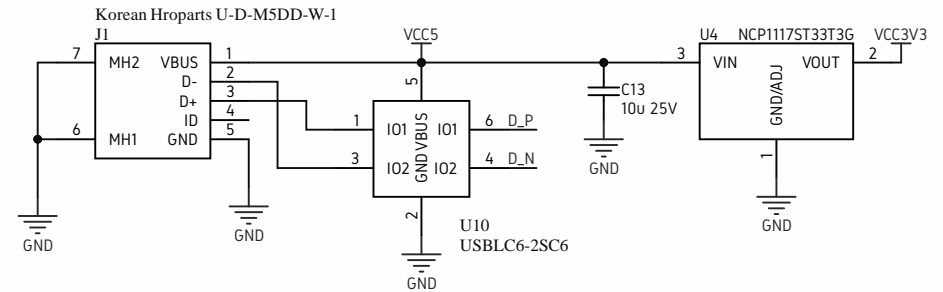 Korean Hroparts U-D-M5DD-W-1
J1
7 MH2 VBUS 1
D- 2
D+ 3
ID 4
6 MH1 GND 5
GND
GND
VCC5
5
1 IO1 VBUS IO1 6 D_P
3 IO2 GND IO2 4 D_N
2
GND
U10
USBLC6-2SC6
C13
10u 25V
GND
U4 NCP1117ST33T3G
3 VIN VOUT 2 VCC3V3
GND/ADJ
1
GND